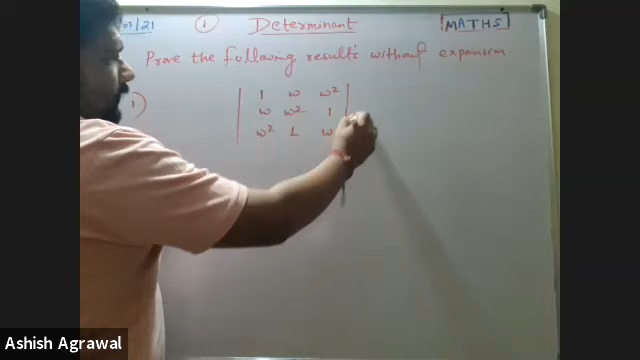 07/21 1 Determinant MATHS
Prove the following results without expansion.
1) | 1 ω ω² |
| ω ω² 1 |
| ω² 1 ω |
Ashish Agrawal